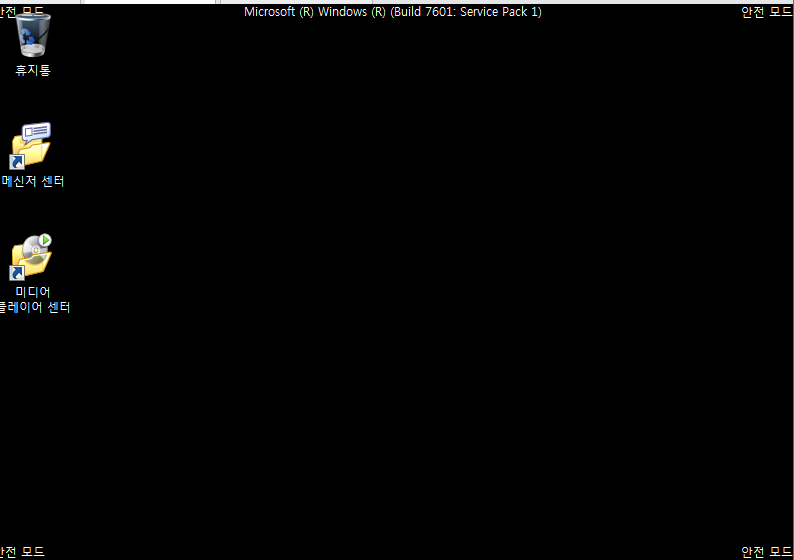 안전 모드
Microsoft (R) Windows (R) (Build 7601: Service Pack 1)
안전 모드
휴지통
메신저 센터
미디어
플레이어 센터
안전 모드
안전 모드